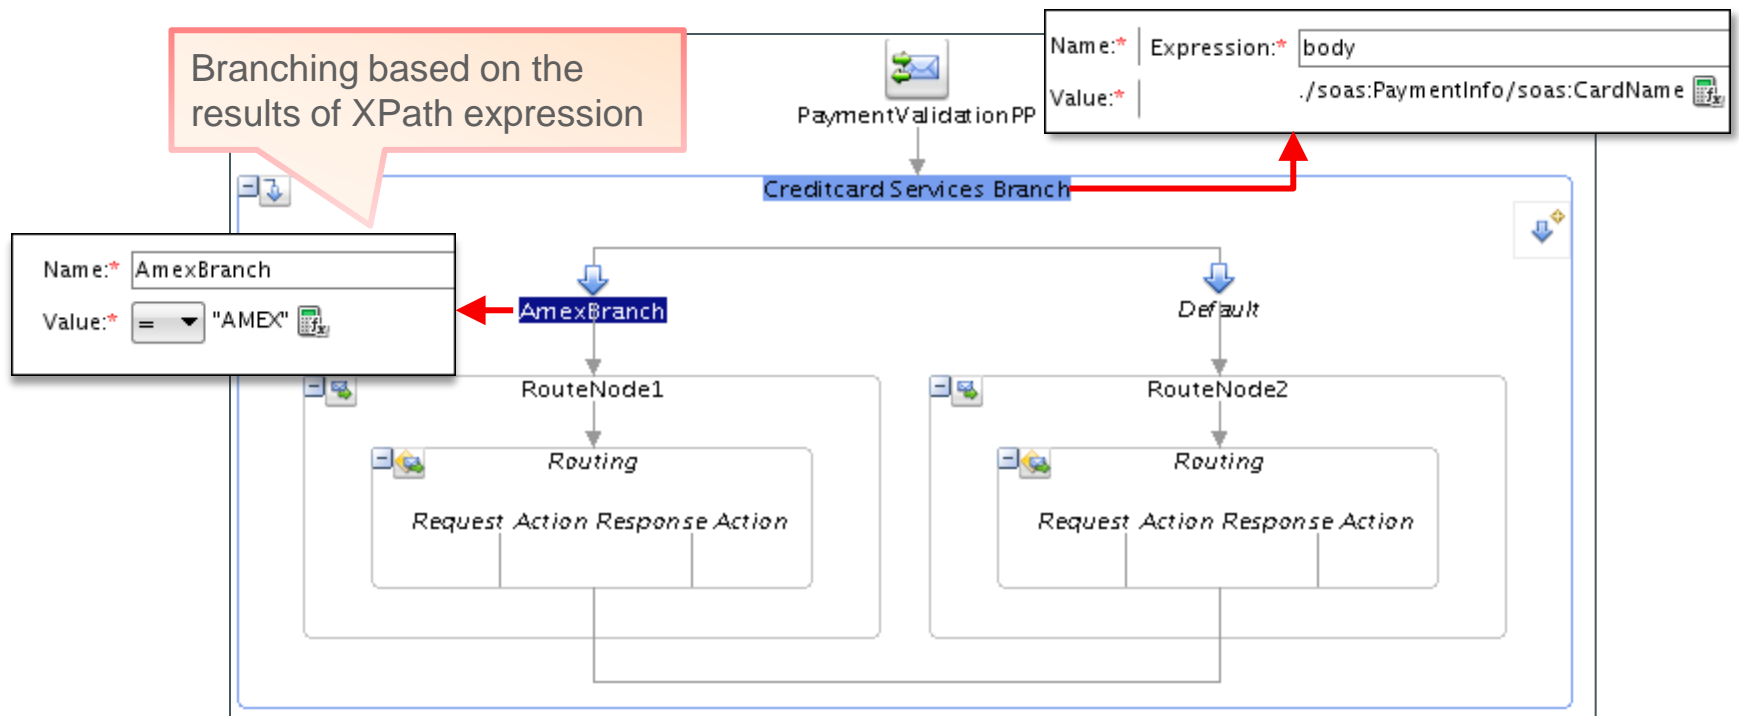 Branching based on the
results of XPath expression
PaymentValidationPP
Name:* Expression:* body
Value:* ./soas:PaymentInfo/soas:CardName
Creditcard Services Branch
Name:* AmexBranch
Value:* = "AMEX"
AmexBranch
Default
RouteNode1
RouteNode2
Routing
Routing
Request Action Response Action
Request Action Response Action